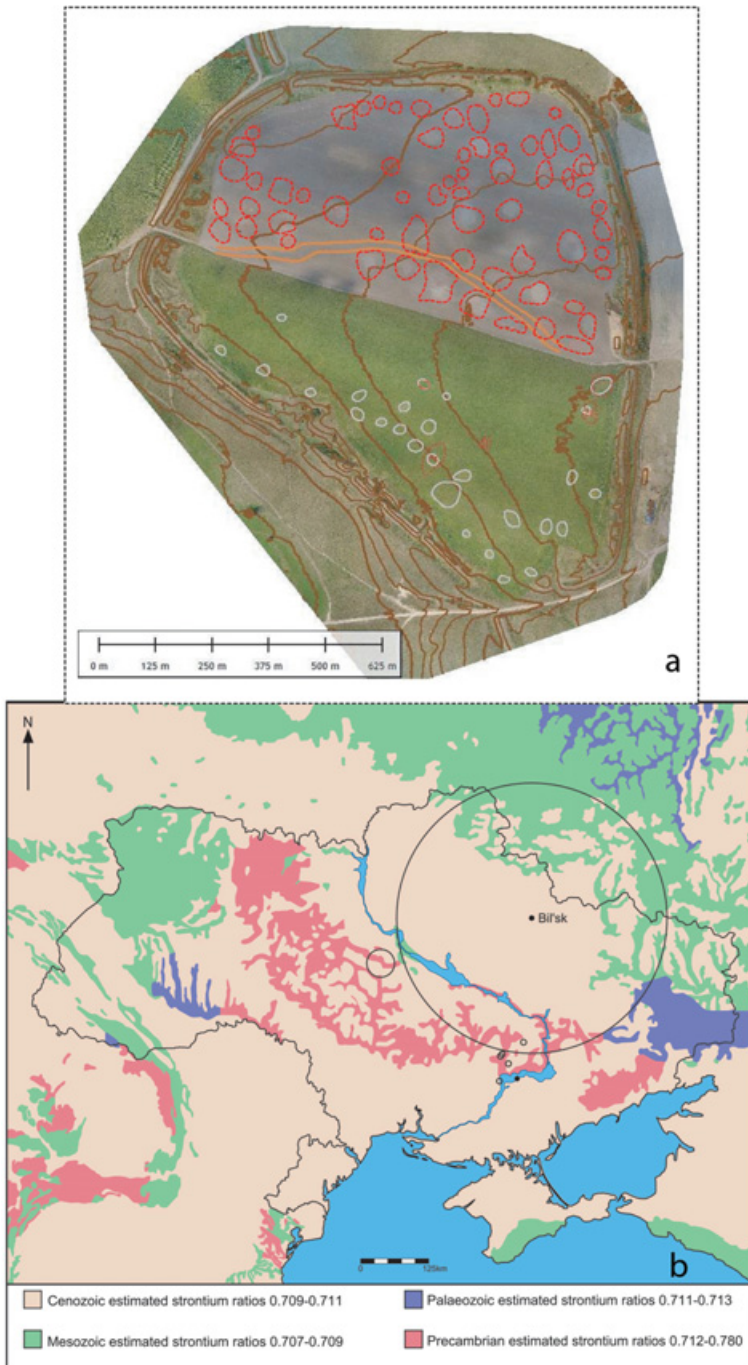 0 m 125 m 250 m 375 m 500 m 625 m
a
N
Bil'sk
0 125km
b
Cenozoic estimated strontium ratios 0.709-0.711
Palaeozoic estimated strontium ratios 0.711-0.713
Mesozoic estimated strontium ratios 0.707-0.709
Precambrian estimated strontium ratios 0.712-0.780